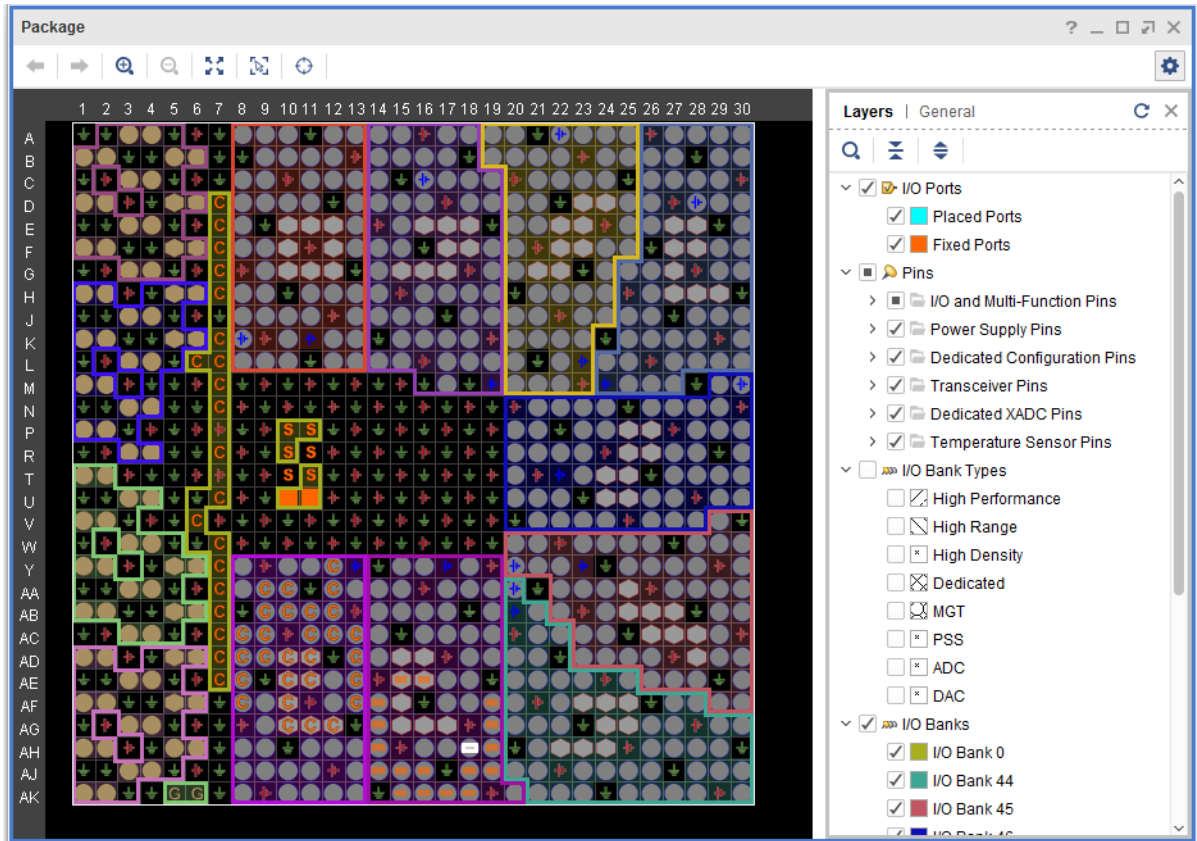 Package
?
1 2 3 4 5 6 7 8 9 10 11 12 13 14 15 16 17 18 19 20 21 22 23 24 25 26 27 28 29 30
A
B
C
D C
E C
F C
G C
H C
J C
K C
L C C
M C
N C
P C S S
R C S S
T S S
U C
V C
W C
Y C C
AA C C C C
AB C C C C C
AC C C C C C C
AD C C C C C C
AE C C C C
AF C C C
AG C C C
AH
AJ
AK G G
Layers | General
I/O Ports
Placed Ports
Fixed Ports
Pins
I/O and Multi-Function Pins
Power Supply Pins
Dedicated Configuration Pins
Transceiver Pins
Dedicated XADC Pins
Temperature Sensor Pins
I/O Bank Types
High Performance
High Range
High Density
Dedicated
MGT
PSS
ADC
DAC
I/O Banks
I/O Bank 0
I/O Bank 44
I/O Bank 45